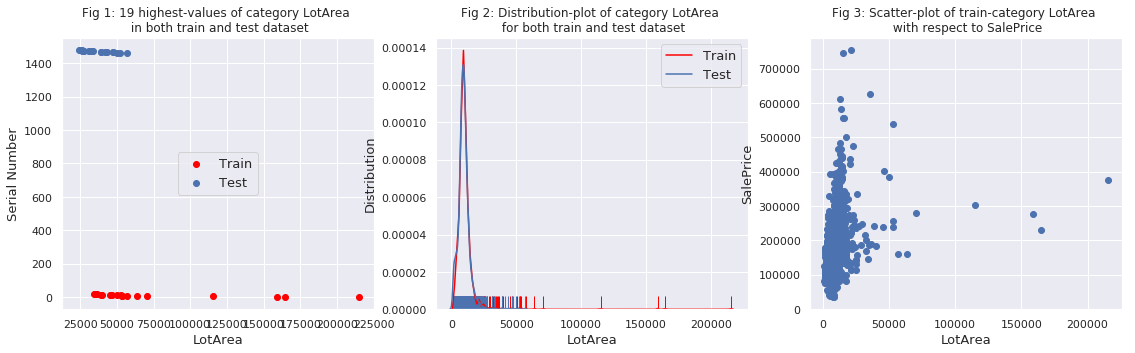 Fig 1: 19 highest-values of category LotArea
in both train and test dataset
1400
1200
1000
800
600
400
200
0
Serial Number
Train
Test
25000 50000 75000 100000 125000 150000 175000 200000 225000
LotArea
Fig 2: Distribution-plot of category LotArea
for both train and test dataset
0.00014
0.00012
0.00010
0.00008
0.00006
0.00004
0.00002
0.00000
Distribution
Train
Test
0 50000 100000 150000 200000
LotArea
Fig 3: Scatter-plot of train-category LotArea
with respect to SalePrice
700000
600000
500000
400000
300000
200000
100000
0
SalePrice
0 50000 100000 150000 200000
LotArea